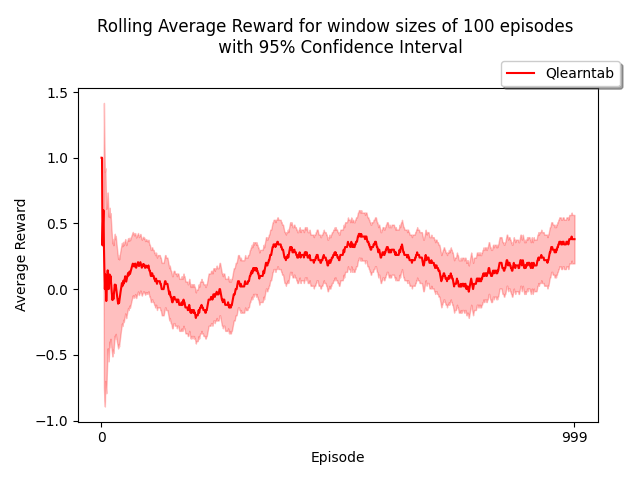 Rolling Average Reward for window sizes of 100 episodes
with 95% Confidence Interval
Qlearntab
1.5
1.0
0.5
0.0
−0.5
−1.0
Average Reward
0
999
Episode